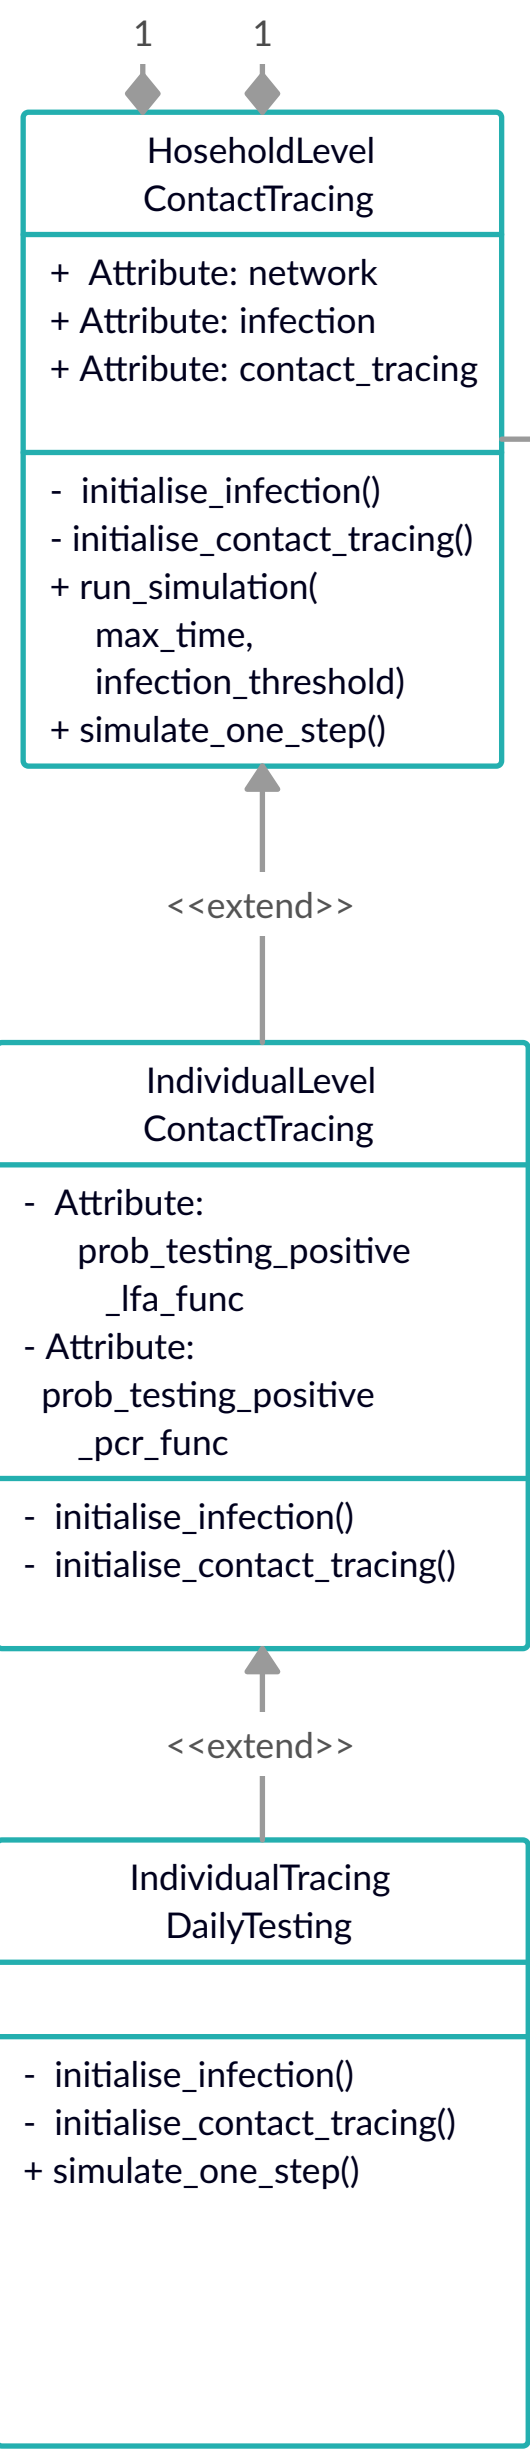 1 1
HoseholdLevel
ContactTracing
+ Attribute: network
+ Attribute: infection
+ Attribute: contact_tracing
- initialise_infection()
- initialise_contact_tracing()
+ run_simulation(
max_time,
infection_threshold)
+ simulate_one_step()
<<extend>>
IndividualLevel
ContactTracing
- Attribute:
prob_testing_positive
_lfa_func
- Attribute:
prob_testing_positive
_pcr_func
- initialise_infection()
- initialise_contact_tracing()
<<extend>>
IndividualTracing
DailyTesting
- initialise_infection()
- initialise_contact_tracing()
+ simulate_one_step()